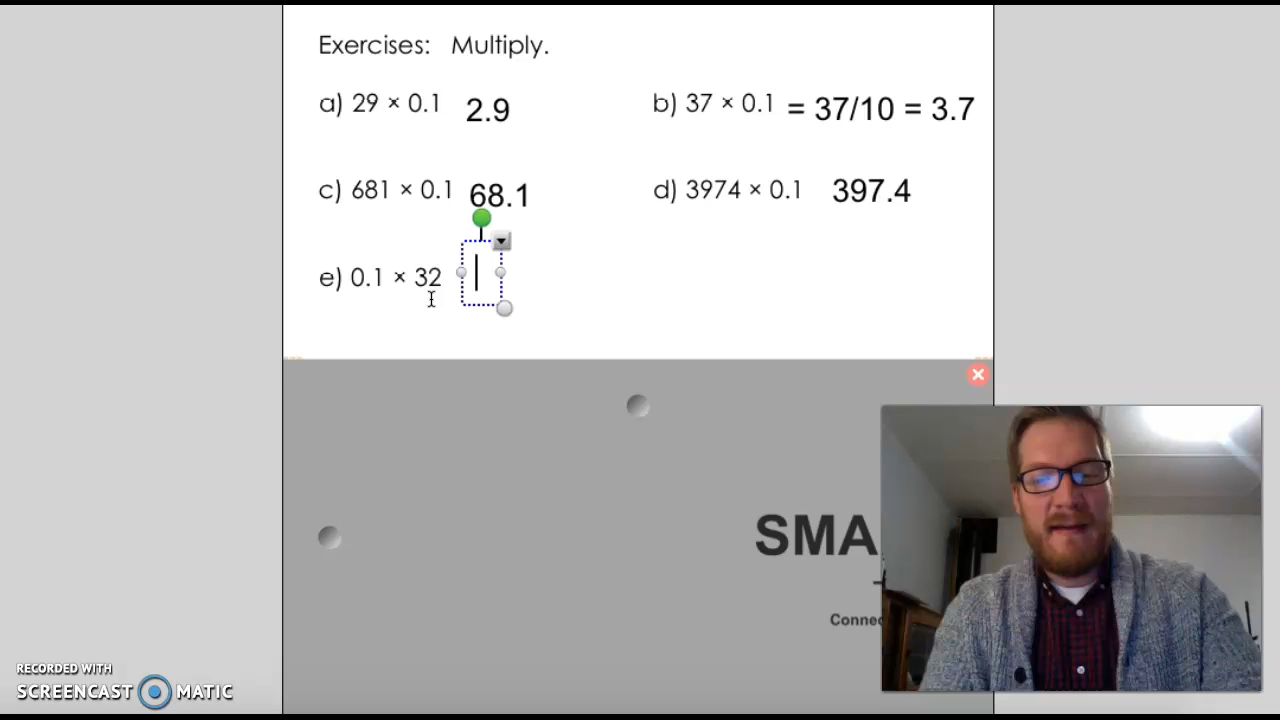 Exercises: Multiply.
a) 29 × 0.1 2.9
b) 37 × 0.1 = 37/10 = 3.7
c) 681 × 0.1 68.1
d) 3974 × 0.1 397.4
e) 0.1 × 32
SMA
Connec
RECORDED WITH
SCREENCAST MATIC